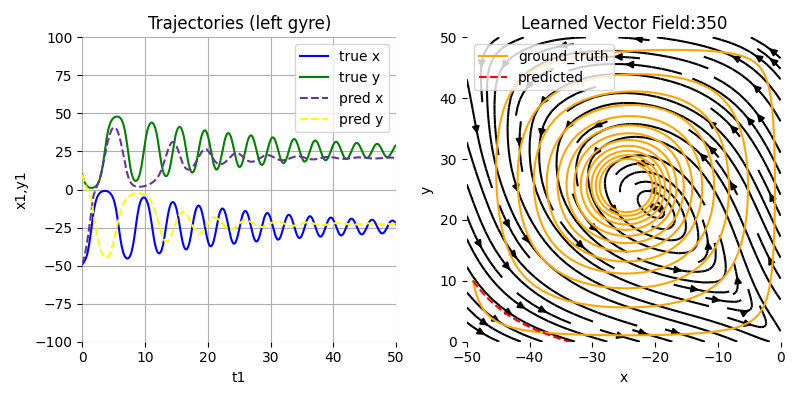 Trajectories (left gyre)
100
75
50
25
0
−25
−50
−75
−100
x1,y1
0
10
20
30
40
50
t1
true x
true y
pred x
pred y
Learned Vector Field:350
50
40
30
20
10
0
y
−50
−40
−30
−20
−10
0
x
ground truth
predicted